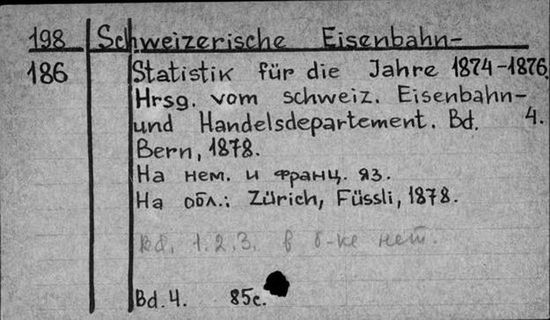 198 Schweizerische Eisenbahn-
186 Statistik für die Jahre 1874-1876,
Hrsg. vom schweiz. Eisenbahn-
und Handelsdepartement. Bd. 4.
Bern, 1878.
На нем. и франц. яз.
На обл.: Zürich, Füssli, 1878.
Bd. 1.2.3. в б-ке нет.
Bd. 4. 85c.